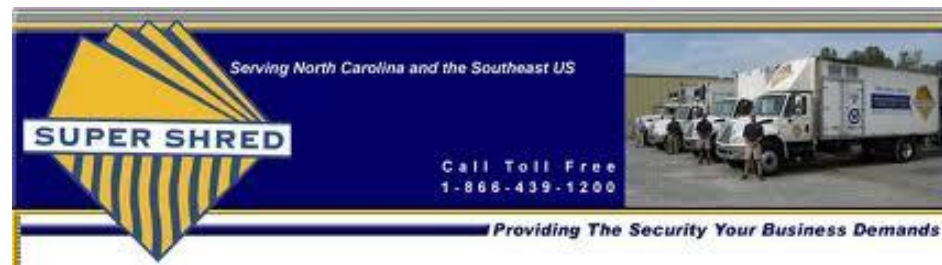 Serving North Carolina and the Southeast US
SUPER SHRED
Call Toll Free
1-866-439-1200
Providing The Security Your Business Demands